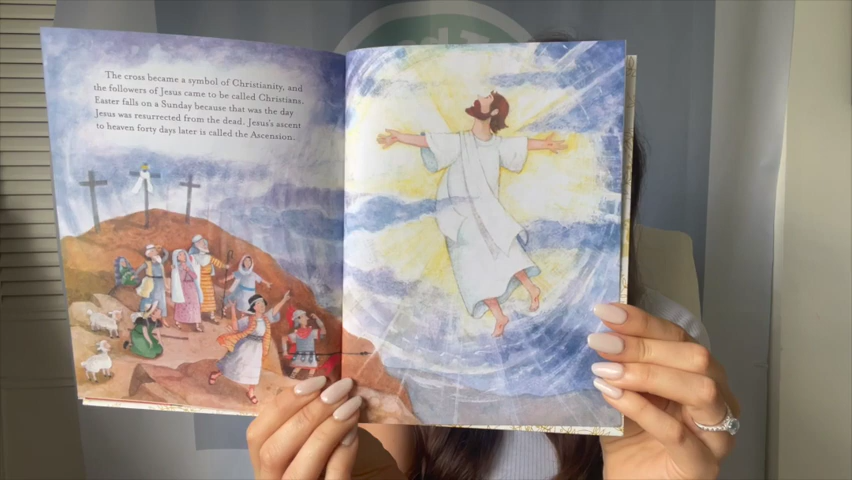 The cross became a symbol of Christianity, and
the followers of Jesus came to be called Christians.
Easter falls on a Sunday because that was the day
Jesus was resurrected from the dead. Jesus's ascent
to heaven forty days later is called the Ascension.